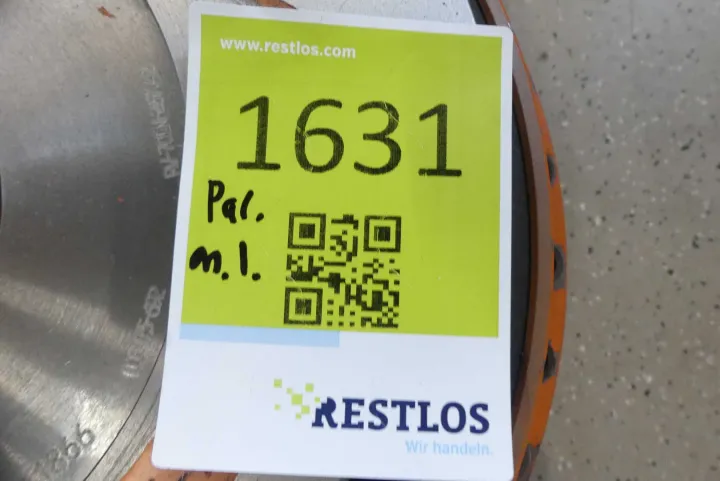 www.restlos.com
1631
Pal.
m.l.
RESTLOS
Wir handeln.